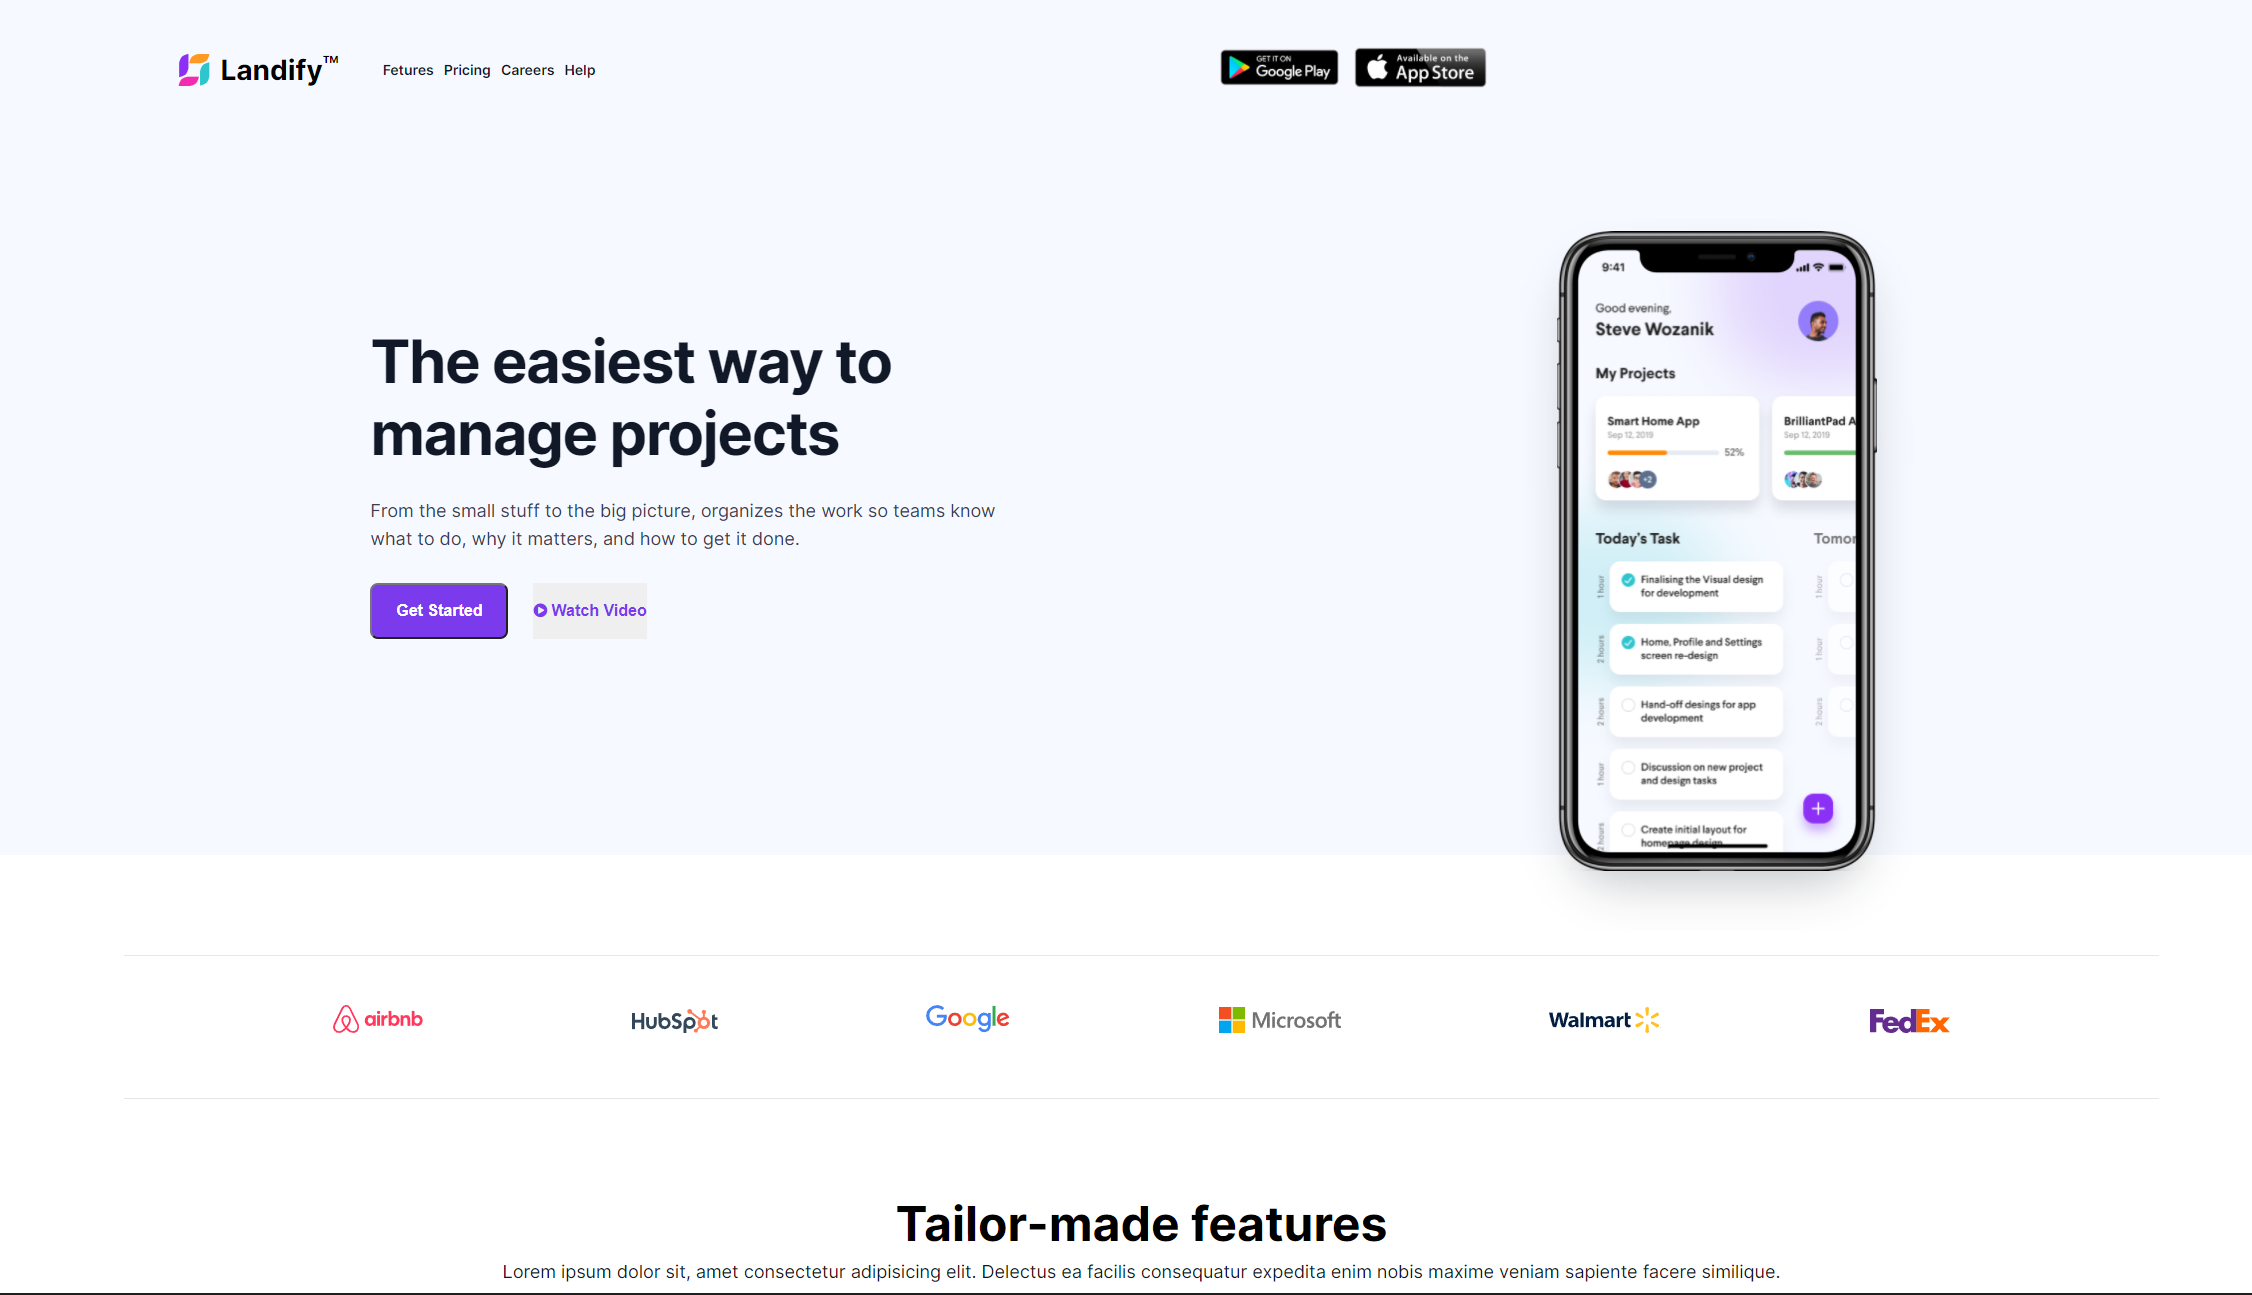 Landify™
Fetures Pricing Careers Help
GET IT ON
Google Play
Available on the
App Store
The easiest way to
manage projects
From the small stuff to the big picture, organizes the work so teams know
what to do, why it matters, and how to get it done.
Get Started
Watch Video
9:41
Good evening,
Steve Wozanik
My Projects
Smart Home App
Sep 12, 2019
52%
+2
BrilliantPad A
Sep 12, 2019
Today's Task
Tomor
1 hour
Finalising the Visual design
for development
1 hour
2 hours
Home, Profile and Settings
screen re-design
1 hour
2 hours
Hand-off desings for app
development
2 hours
1 hour
Discussion on new project
and design tasks
2 hours
Create initial layout for
homepage design
airbnb
HubSpot
Google
Microsoft
Walmart
FedEx
Tailor-made features
Lorem ipsum dolor sit, amet consectetur adipisicing elit. Delectus ea facilis consequatur expedita enim nobis maxime veniam sapiente facere similique.